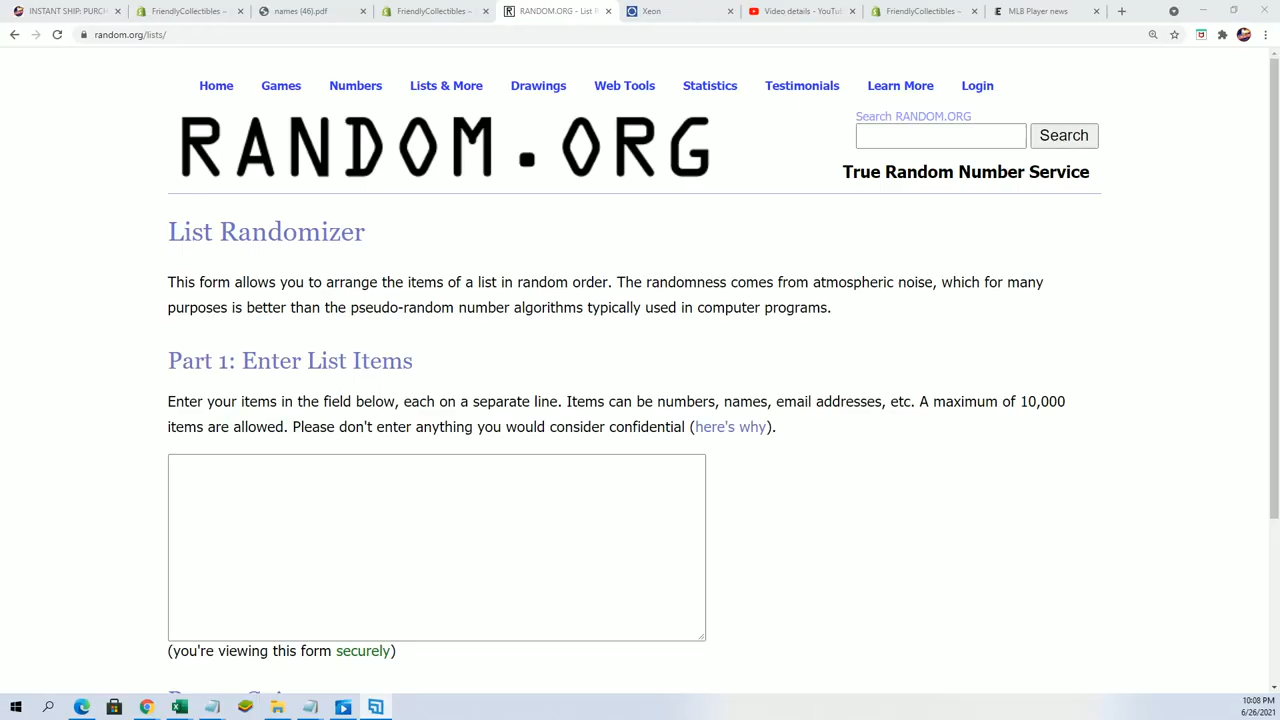 INSTANT SHIP: PURCH
FriendlyCollectibles –
names (46).pdf
FriendlyCollectibles –
RANDOM.ORG - List R
Xeon
Video details - YouTu
FriendlyCollectibles –
MLB Player news
random.org/lists/
Home Games Numbers Lists & More Drawings Web Tools Statistics Testimonials Learn More Login
Search RANDOM.ORG
RANDOM.ORG
Search
True Random Number Service
List Randomizer
This form allows you to arrange the items of a list in random order. The randomness comes from atmospheric noise, which for many
purposes is better than the pseudo-random number algorithms typically used in computer programs.
Part 1: Enter List Items
Enter your items in the field below, each on a separate line. Items can be numbers, names, email addresses, etc. A maximum of 10,000
items are allowed. Please don't enter anything you would consider confidential (here's why).
(you're viewing this form securely)
10:08 PM
6/26/2021